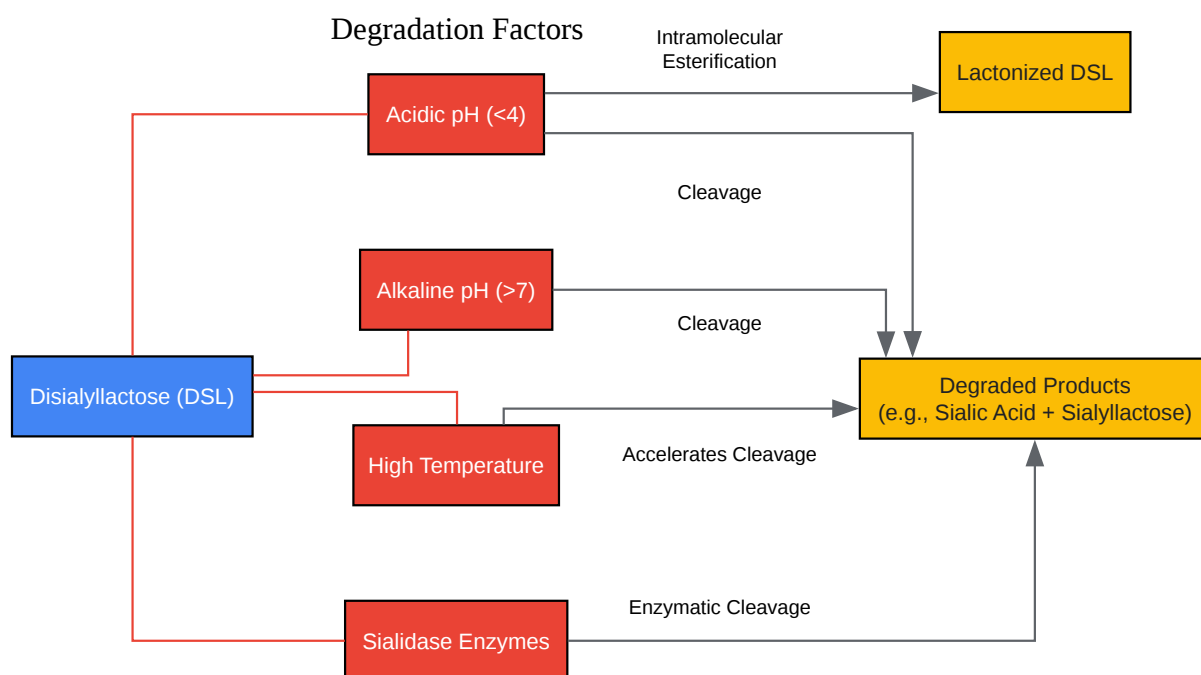 Degradation Factors
Intramolecular
Esterification
Lactonized DSL
Acidic pH (<4)
Cleavage
Alkaline pH (>7)
Cleavage
Disialyllactose (DSL)
Degraded Products
(e.g., Sialic Acid + Sialyllactose)
High Temperature
Accelerates Cleavage
Enzymatic Cleavage
Sialidase Enzymes